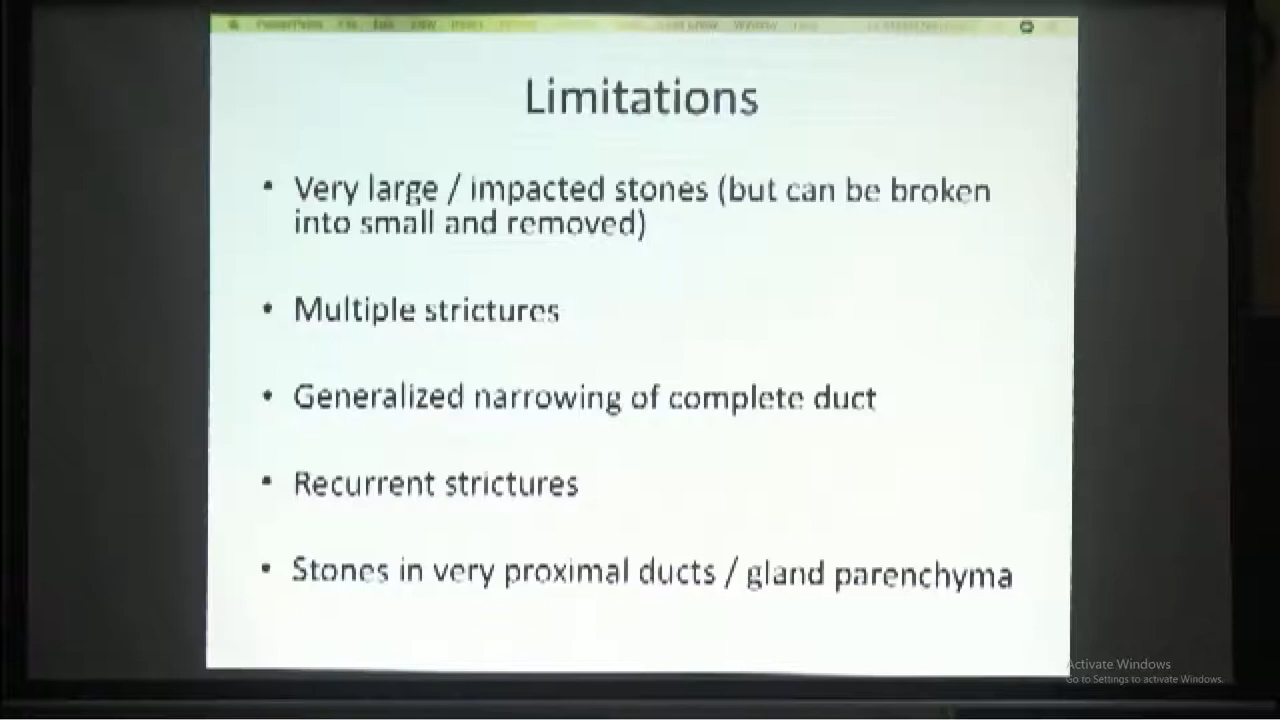 Limitations
• Very large / impacted stones (but can be broken
into small and removed)
• Multiple strictures
• Generalized narrowing of complete duct
• Recurrent strictures
• Stones in very proximal ducts / gland parenchyma
Activate Windows
Go to Settings to activate Windows.